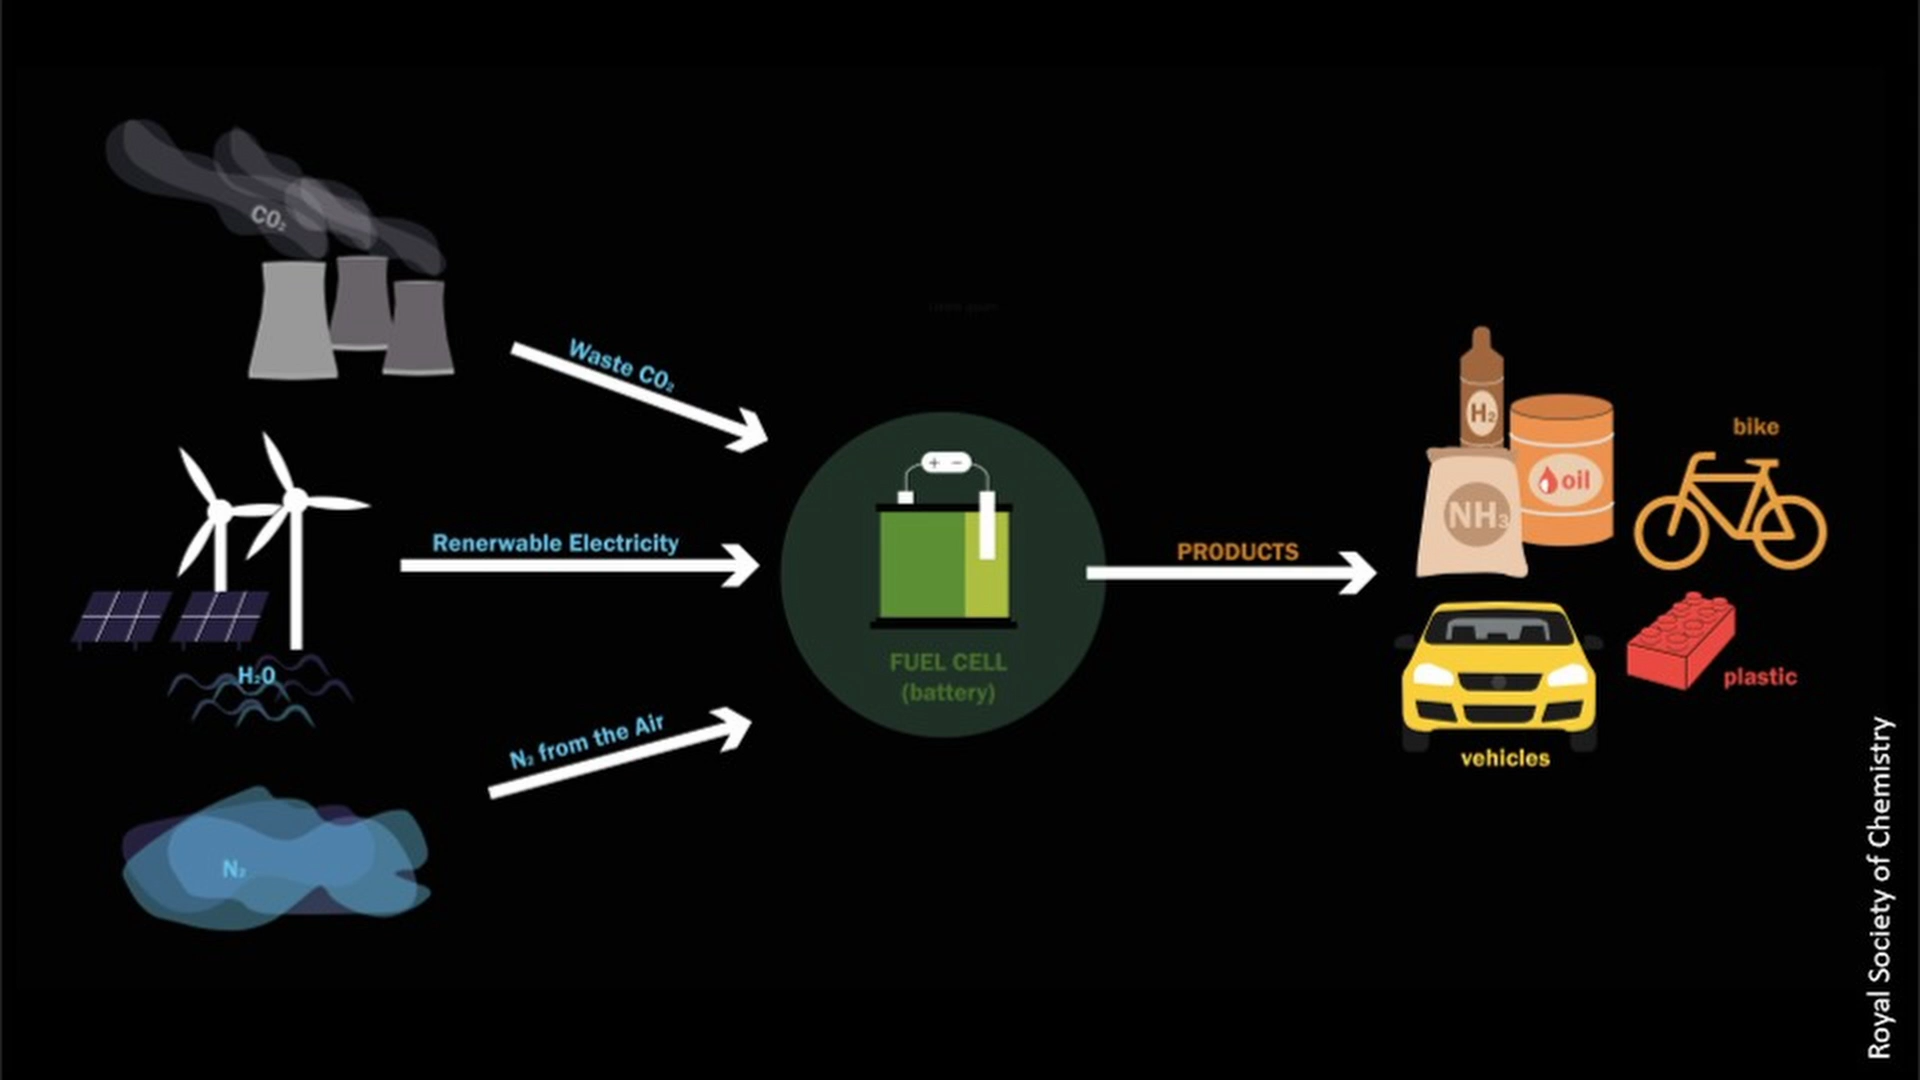 CO₂
Waste CO₂
Renerwable Electricity
H₂O
N₂ from the Air
N₂
+ −
FUEL CELL
(battery)
PRODUCTS
H₂
oil
NH₃
bike
plastic
vehicles
Royal Society of Chemistry